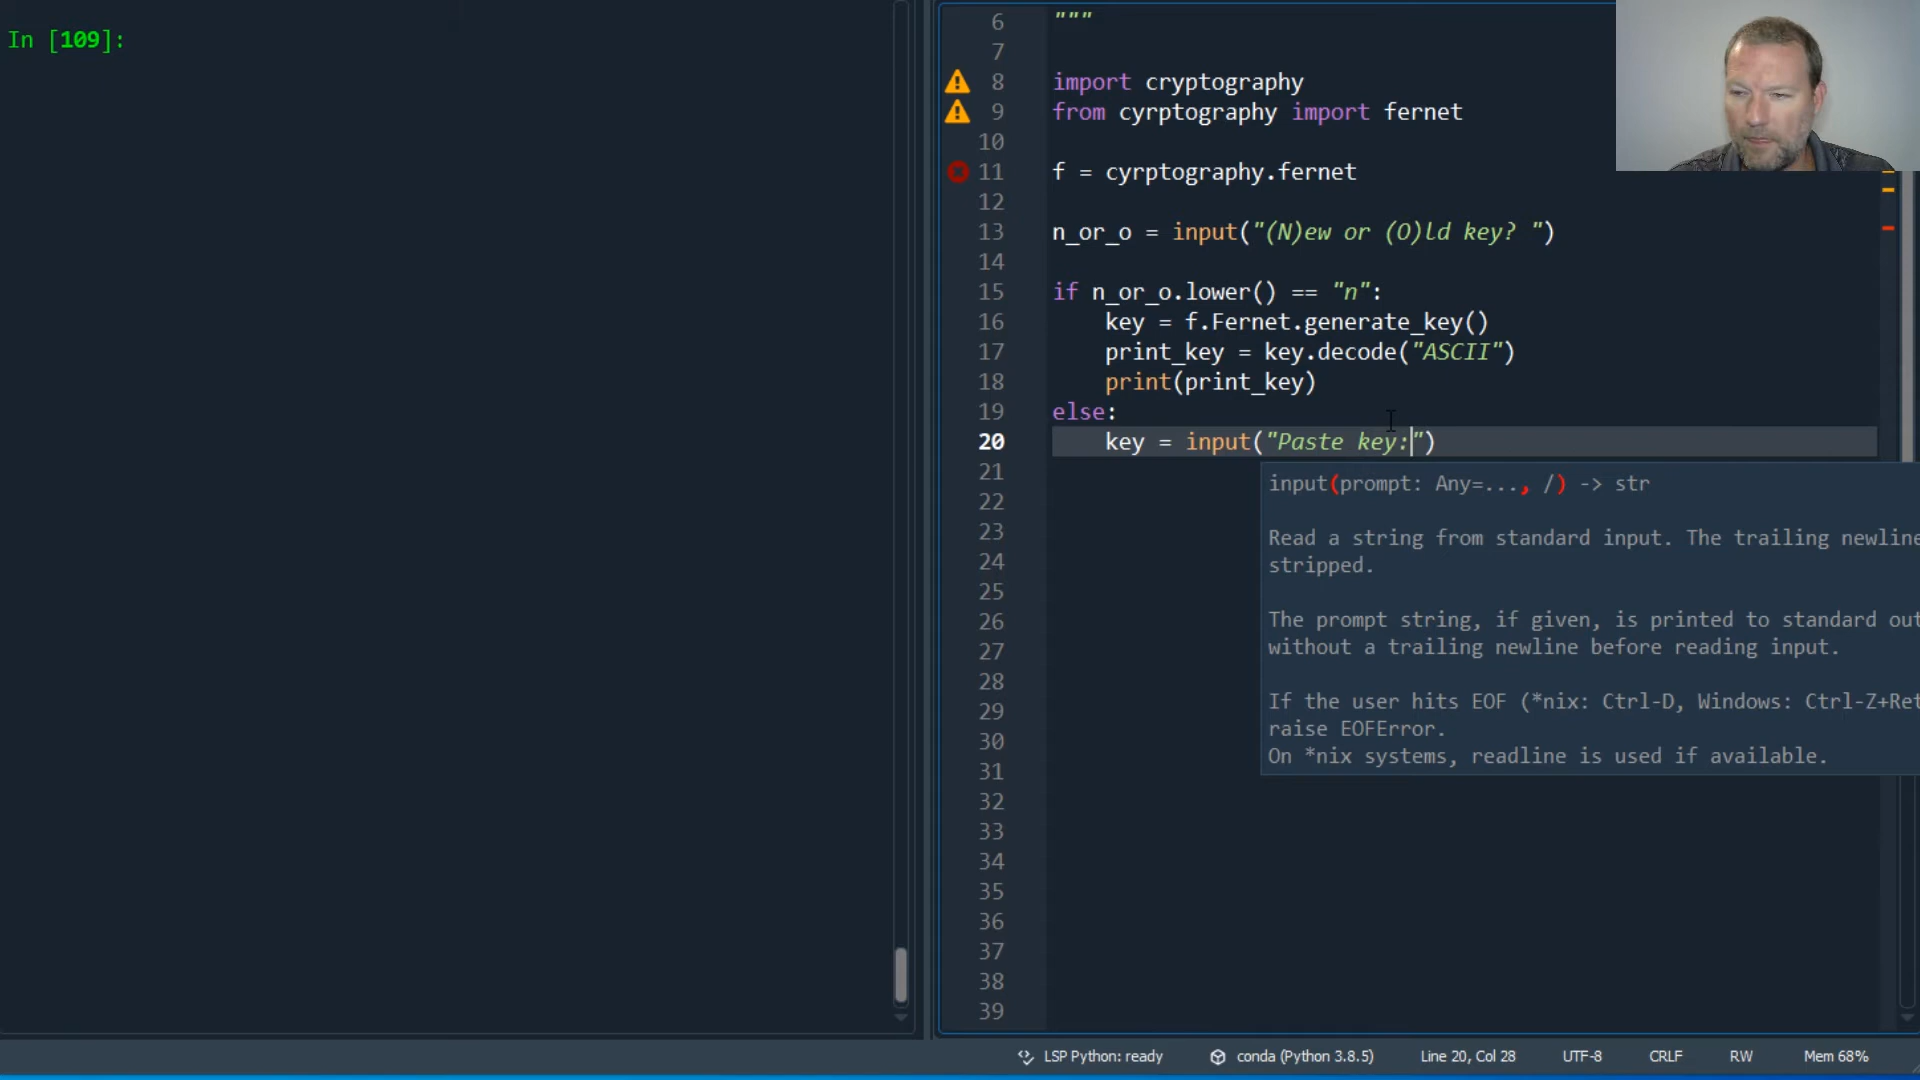 In [109]:
6 """
7
8 import cryptography
9 from cyrptography import fernet
10
11 f = cyrptography.fernet
12
13 n_or_o = input("(N)ew or (O)ld key? ")
14
15 if n_or_o.lower() == "n":
16 key = f.Fernet.generate_key()
17 print_key = key.decode("ASCII")
18 print(print_key)
19 else:
20 key = input("Paste key:")
21
22
23
24
25
26
27
28
29
30
31
32
33
34
35
36
37
38
39
input(prompt: Any=..., /) -> str
Read a string from standard input. The trailing newline
stripped.
The prompt string, if given, is printed to standard out
without a trailing newline before reading input.
If the user hits EOF (*nix: Ctrl-D, Windows: Ctrl-Z+Ret
raise EOFError.
On *nix systems, readline is used if available.
LSP Python: ready conda (Python 3.8.5) Line 20, Col 28 UTF-8 CRLF RW Mem 68%